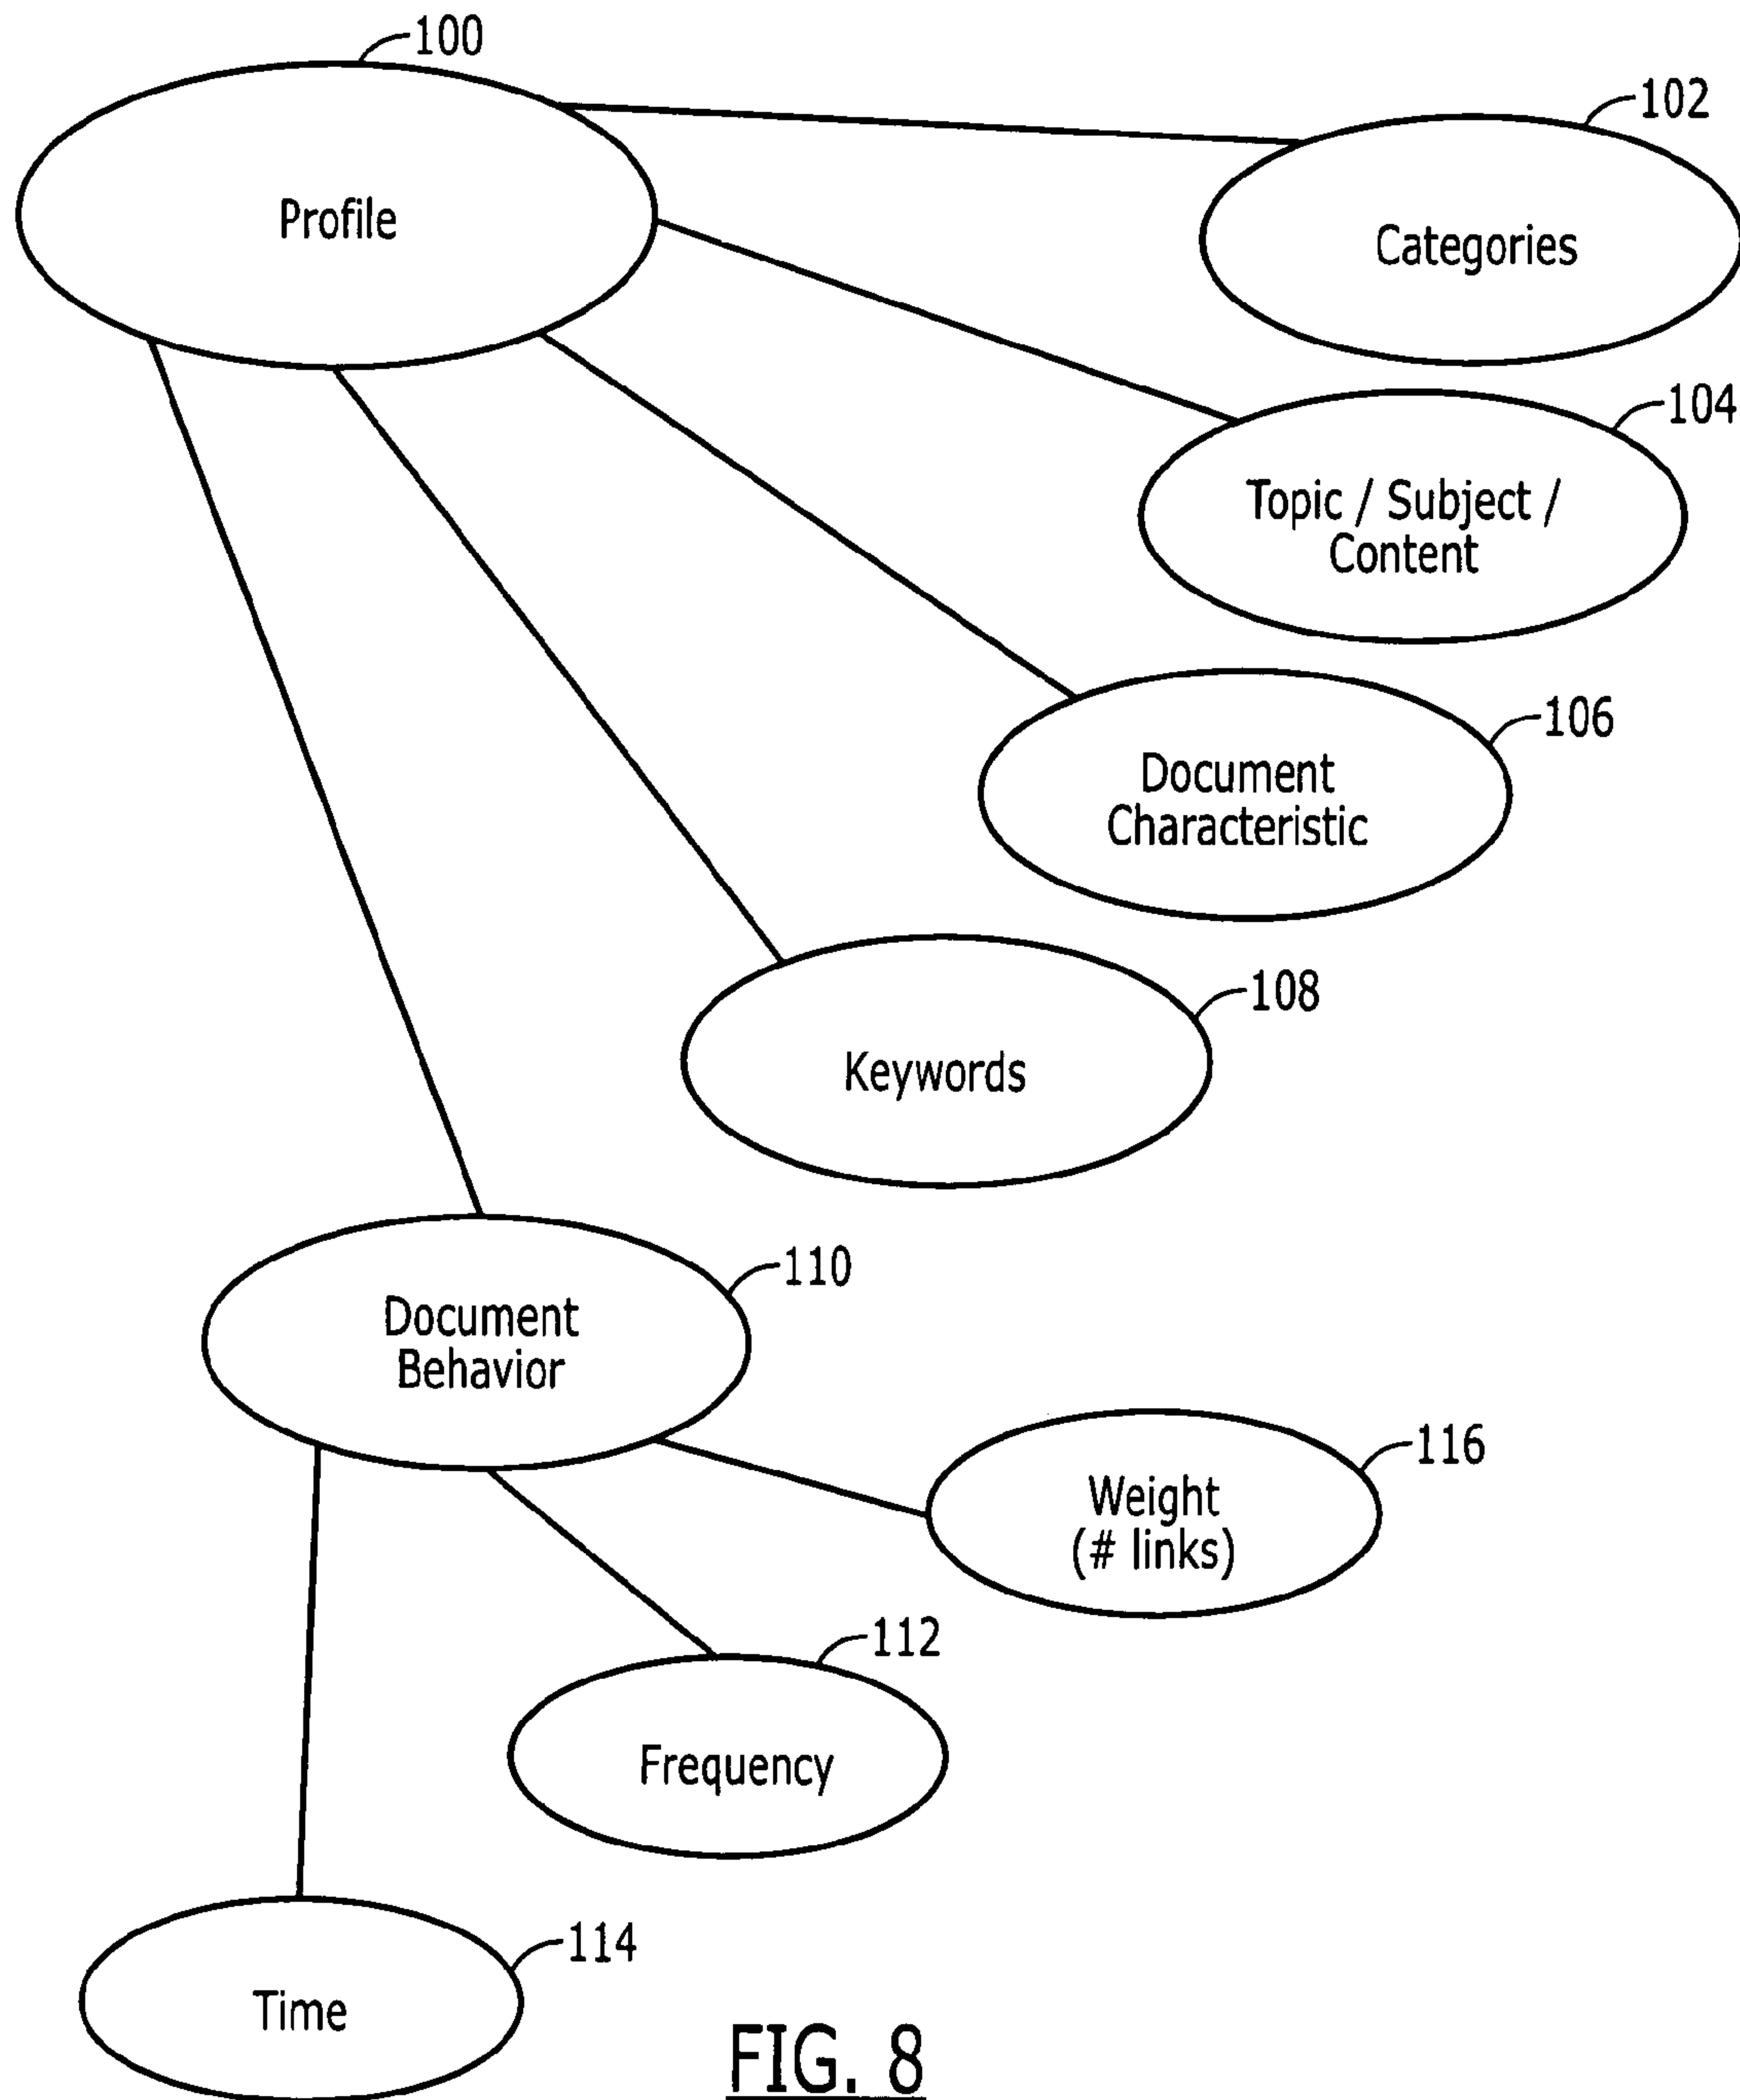 100
Profile
102
Categories
104
Topic / Subject /
Content
106
Document
Characteristic
108
Keywords
110
Document
Behavior
116
Weight
(# links)
112
Frequency
114
Time
FIG. 8